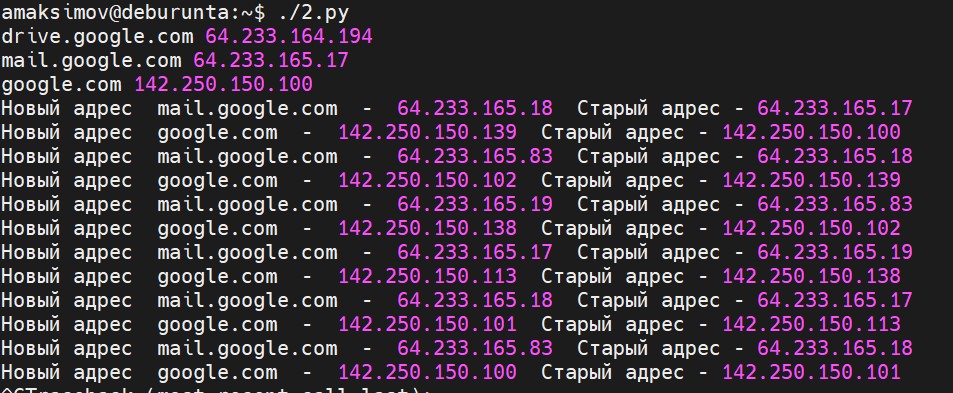 amaksimov@deburunta:~$ ./2.py
drive.google.com 64.233.164.194
mail.google.com 64.233.165.17
google.com 142.250.150.100
Новый адрес  mail.google.com  -  64.233.165.18  Старый адрес - 64.233.165.17
Новый адрес  google.com  -  142.250.150.139  Старый адрес - 142.250.150.100
Новый адрес  mail.google.com  -  64.233.165.83  Старый адрес - 64.233.165.18
Новый адрес  google.com  -  142.250.150.102  Старый адрес - 142.250.150.139
Новый адрес  mail.google.com  -  64.233.165.19  Старый адрес - 64.233.165.83
Новый адрес  google.com  -  142.250.150.138  Старый адрес - 142.250.150.102
Новый адрес  mail.google.com  -  64.233.165.17  Старый адрес - 64.233.165.19
Новый адрес  google.com  -  142.250.150.113  Старый адрес - 142.250.150.138
Новый адрес  mail.google.com  -  64.233.165.18  Старый адрес - 64.233.165.17
Новый адрес  google.com  -  142.250.150.101  Старый адрес - 142.250.150.113
Новый адрес  mail.google.com  -  64.233.165.83  Старый адрес - 64.233.165.18
Новый адрес  google.com  -  142.250.150.100  Старый адрес - 142.250.150.101
^CTraceback (most recent call last):